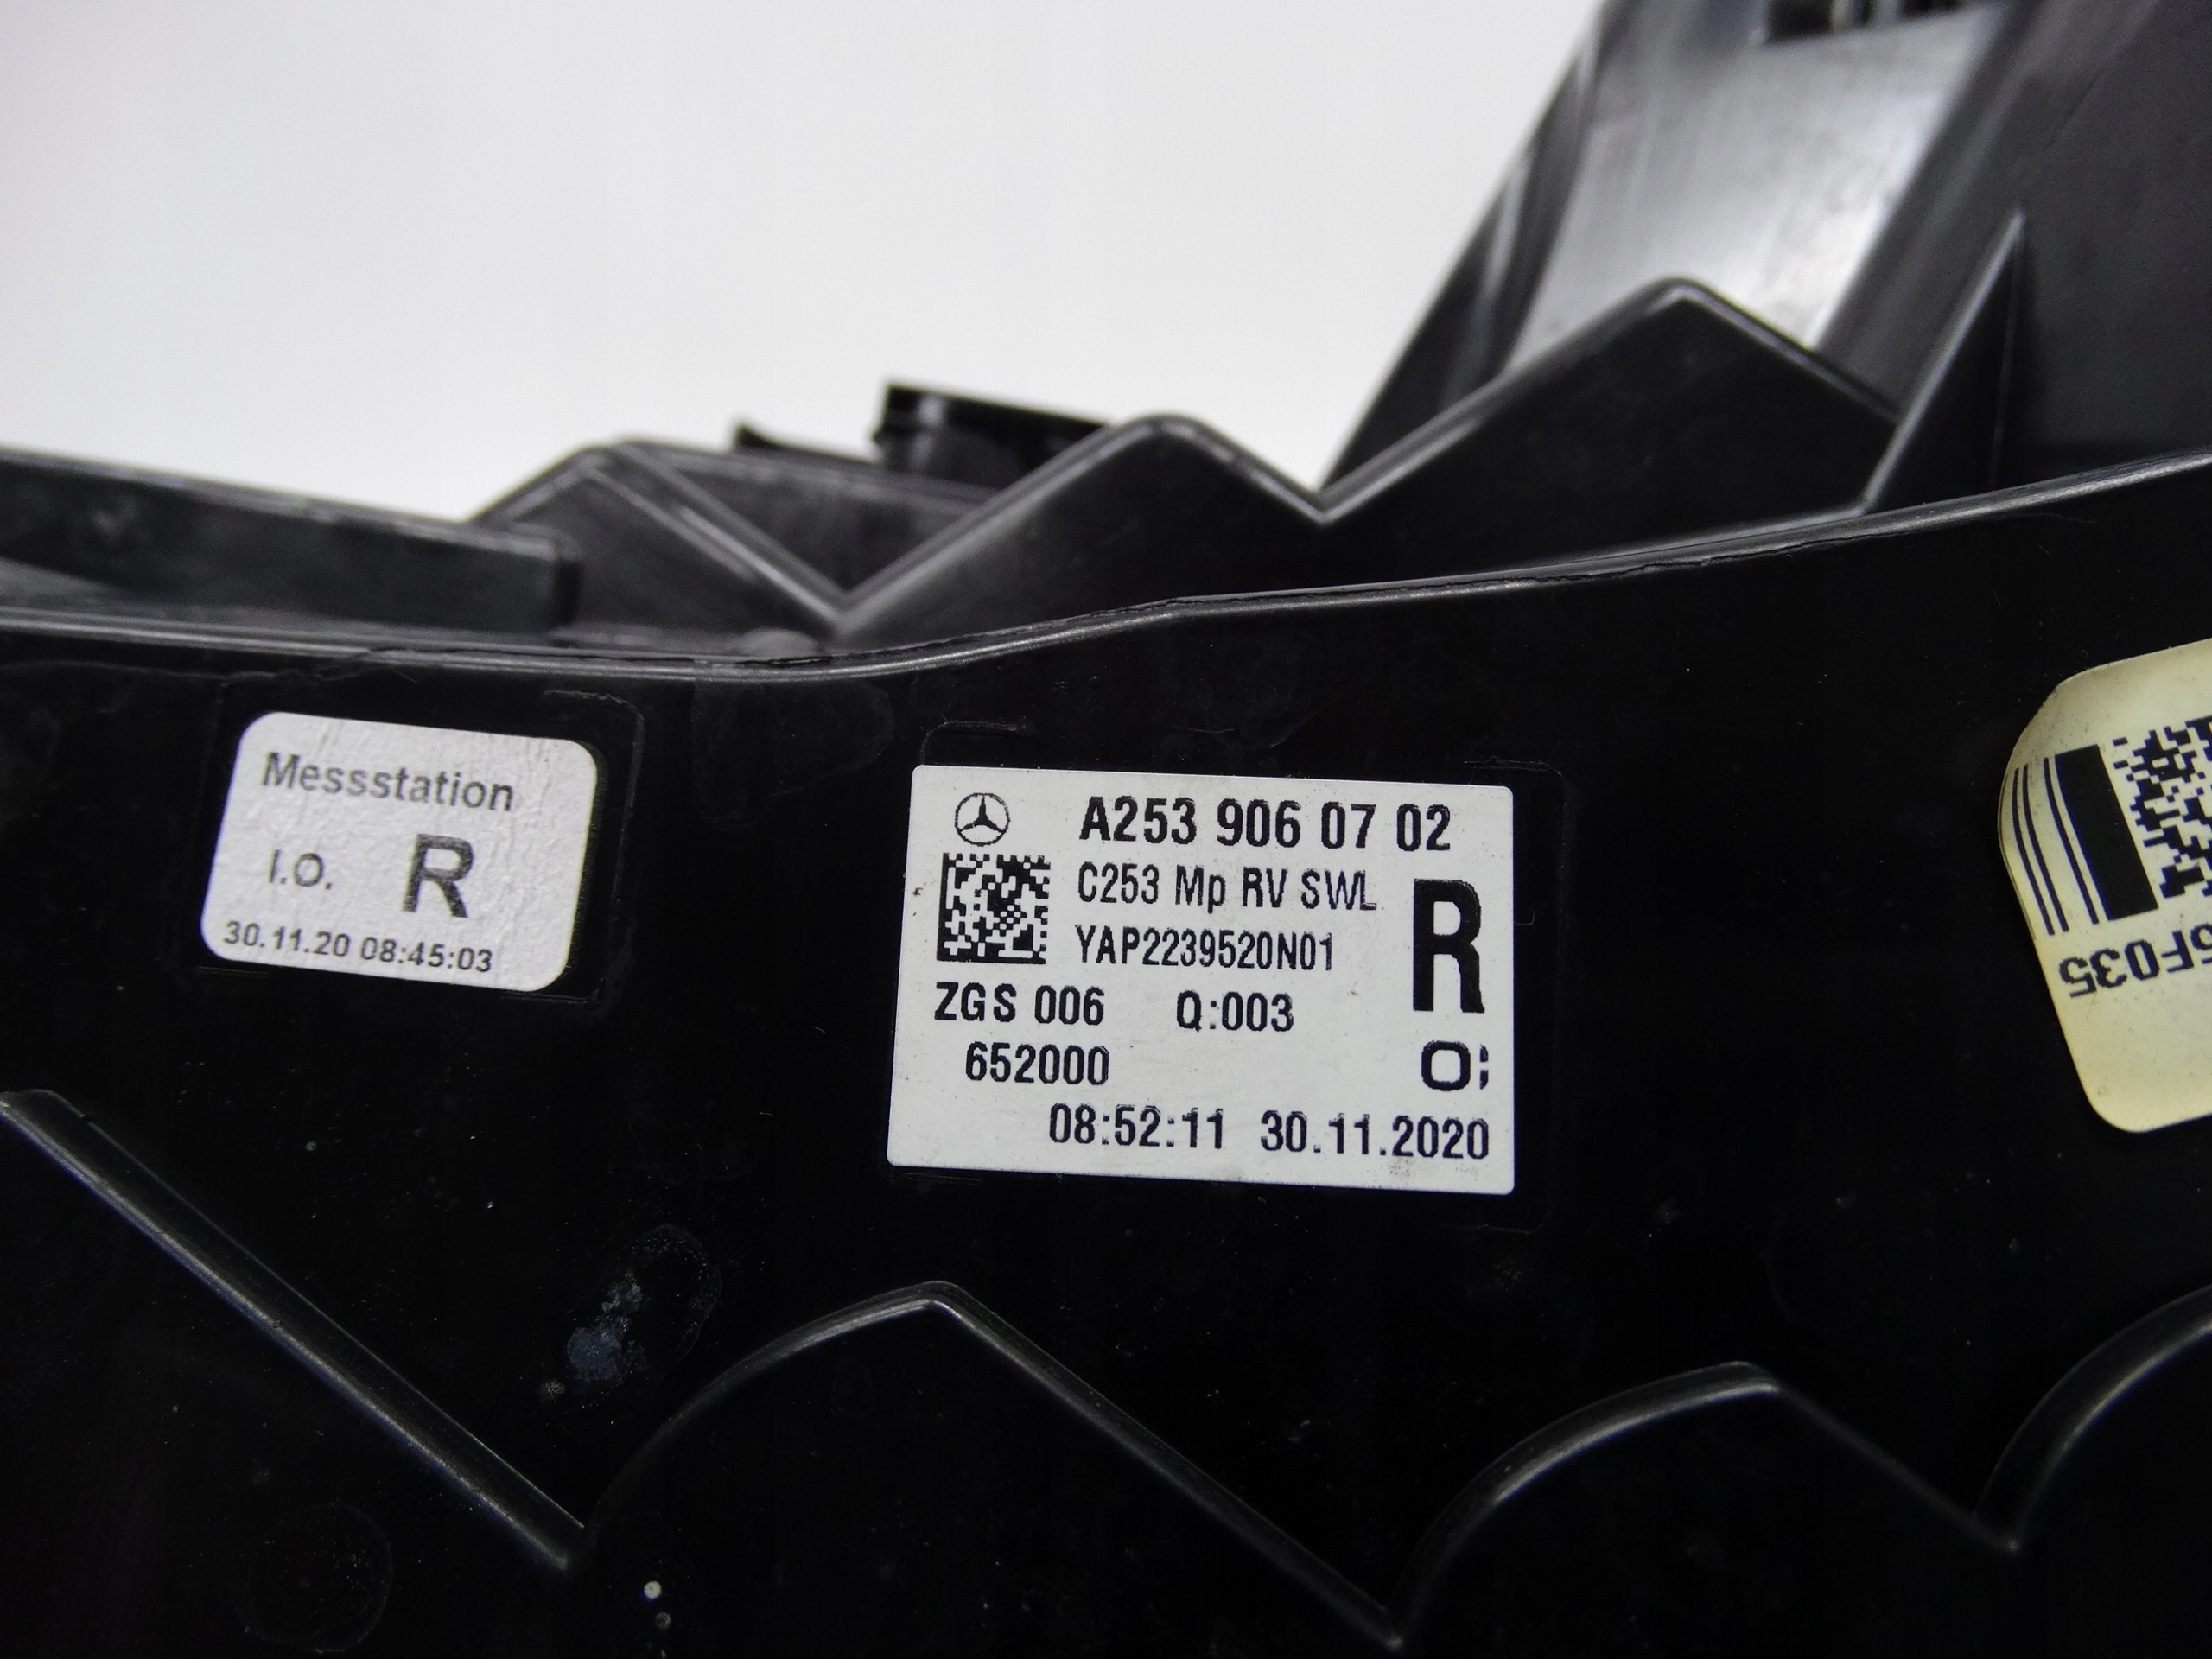 Messstation
I.O. R
30.11.20 08:45:03
A253 906 07 02
C253 Mp RV SWL
R
YAP2239520N01
ZGS 006 Q:003
652000
O;
08:52:11 30.11.2020
6F035